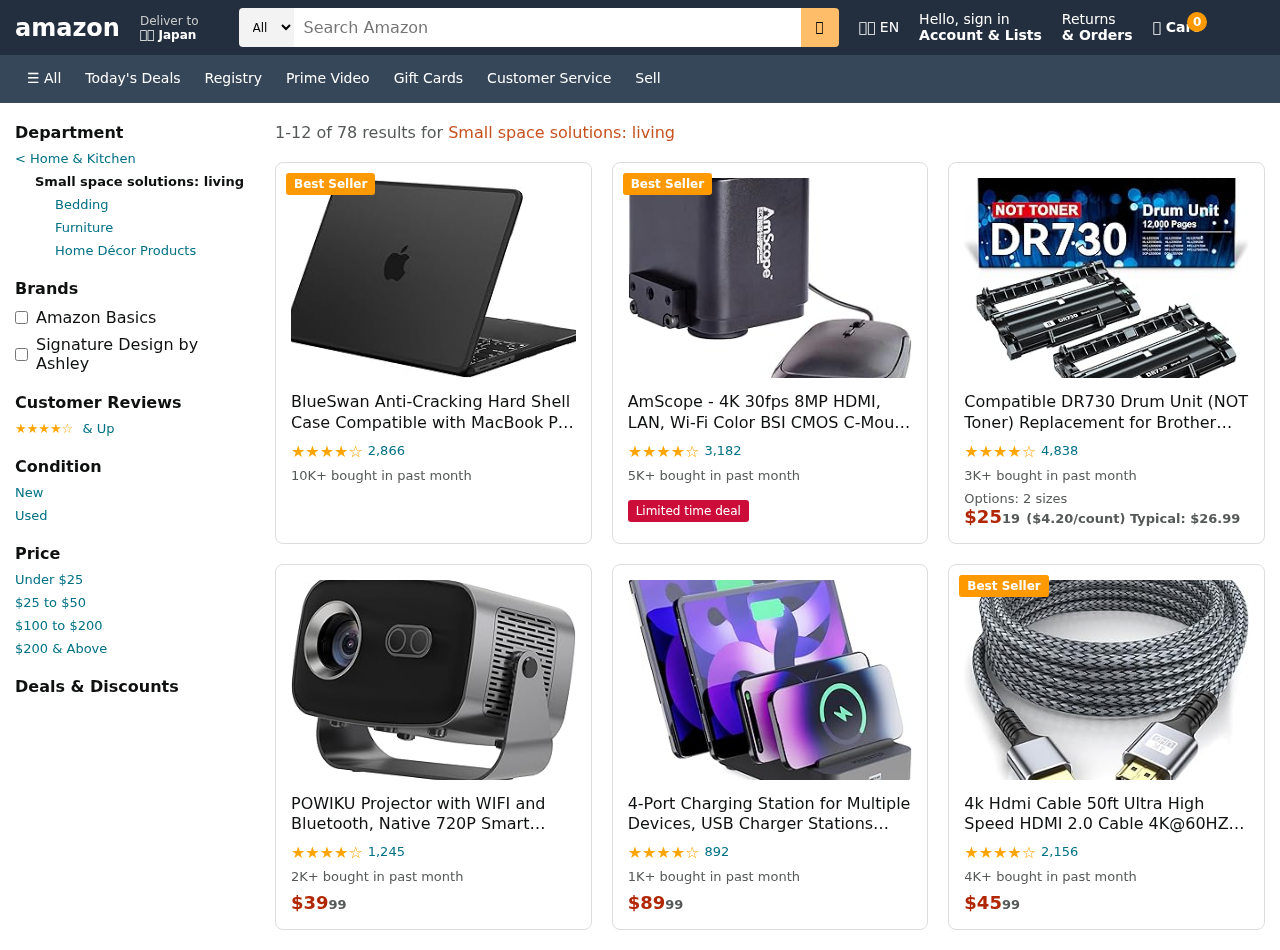 amazon
Deliver to
Japan
All
Search Amazon
EN
Hello, sign in
Account & Lists
Returns
& Orders
0
☰ All
Today's Deals
Registry
Prime Video
Gift Cards
Customer Service
Sell
Department
< Home & Kitchen
Small space solutions: living
Bedding
Furniture
Home Décor Products
Brands
Amazon Basics
Signature Design by
Ashley
Customer Reviews
★★★★☆ & Up
Condition
New
Used
Price
Under $25
$25 to $50
$100 to $200
$200 & Above
Deals & Discounts
1-12 of 78 results for Small space solutions: living
Best Seller
BlueSwan Anti-Cracking Hard Shell
Case Compatible with MacBook P…
★★★★☆ 2,866
10K+ bought in past month
Best Seller
AmScope
AmScope - 4K 30fps 8MP HDMI,
LAN, Wi-Fi Color BSI CMOS C-Mou…
★★★★☆ 3,182
5K+ bought in past month
Limited time deal
NOT TONER
DR730
Drum Unit
12,000 Pages
DR730
DR730
Compatible DR730 Drum Unit (NOT
Toner) Replacement for Brother…
★★★★☆ 4,838
3K+ bought in past month
Options: 2 sizes
$2519 ($4.20/count) Typical: $26.99
POWIKU Projector with WIFI and
Bluetooth, Native 720P Smart…
★★★★☆ 1,245
2K+ bought in past month
$3999
4-Port Charging Station for Multiple
Devices, USB Charger Stations…
★★★★☆ 892
1K+ bought in past month
$8999
Best Seller
4k Hdmi Cable 50ft Ultra High
Speed HDMI 2.0 Cable 4K@60HZ…
★★★★☆ 2,156
4K+ bought in past month
$4599